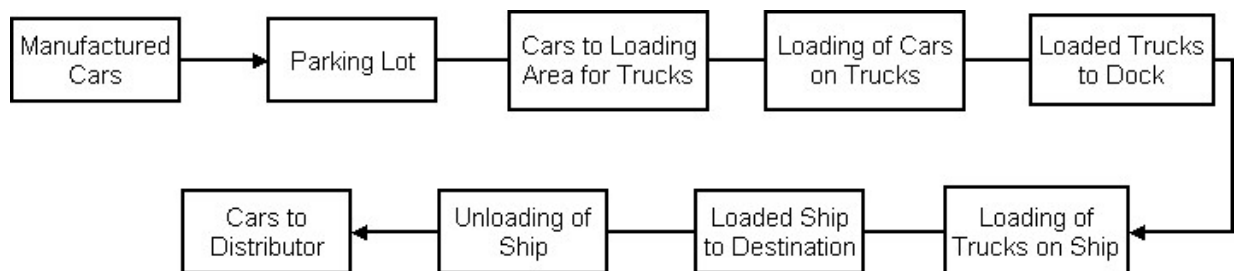 Manufactured
Cars
Parking Lot
Cars to Loading
Area for Trucks
Loading of Cars
on Trucks
Loaded Trucks
to Dock
Cars to
Distributor
Unloading of
Ship
Loaded Ship
to Destination
Loading of
Trucks on Ship